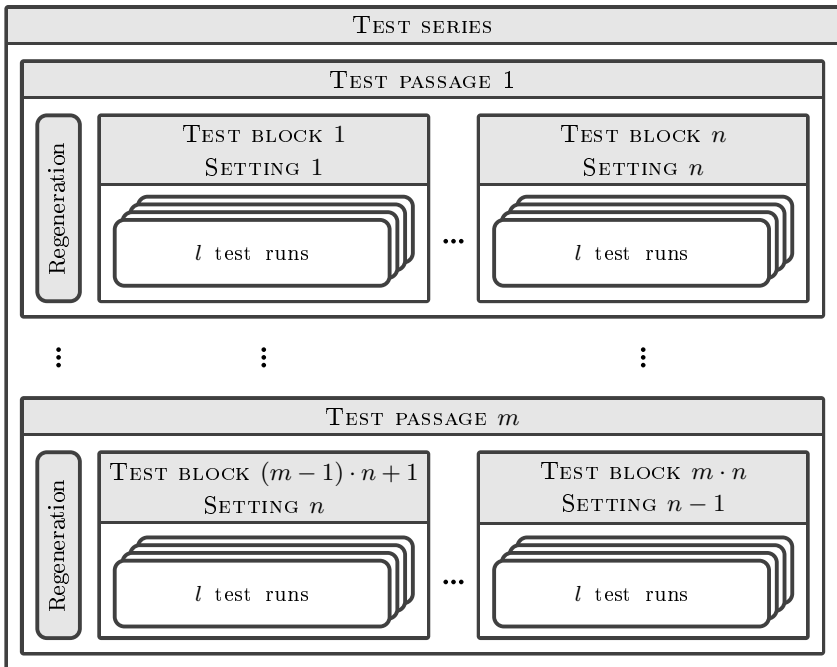 Test series
Test passage 1
Regeneration
Test block 1
Setting 1
l test runs
...
Test block n
Setting n
l test runs
⋮ ⋮ ⋮
Test passage m
Regeneration
Test block (m − 1) · n + 1
Setting n
l test runs
...
Test block m · n
Setting n − 1
l test runs